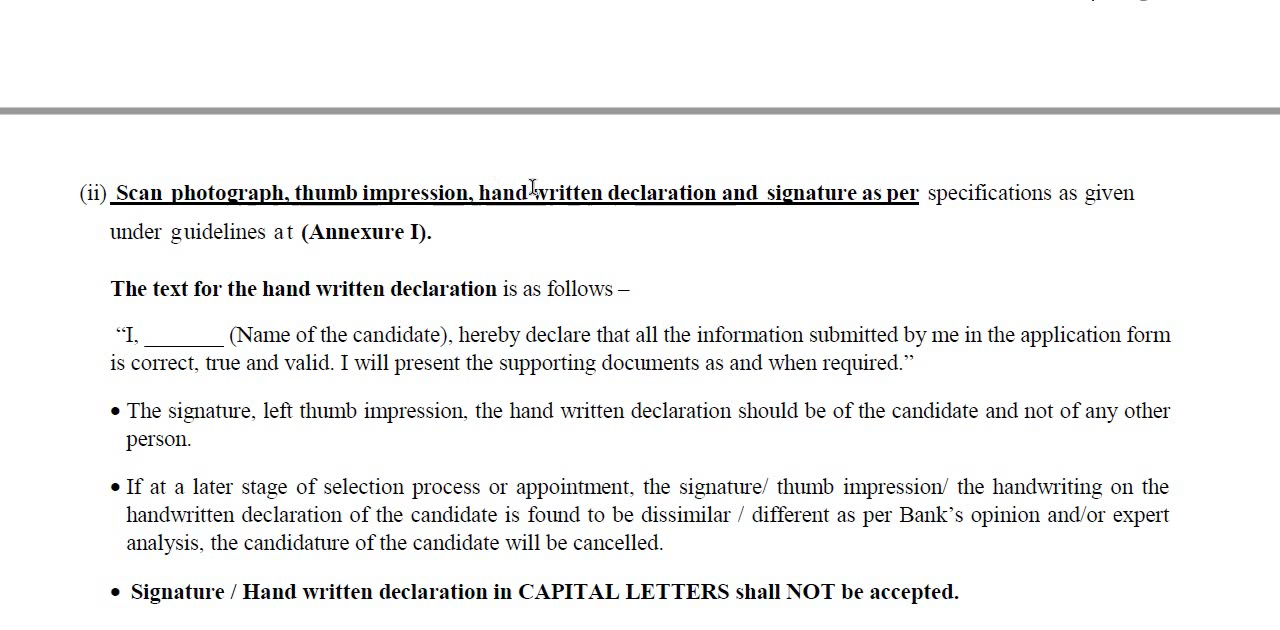 (ii) Scan photograph, thumb impression, hand written declaration and signature as per specifications as given
under guidelines at (Annexure I).
The text for the hand written declaration is as follows –
“I, _______ (Name of the candidate), hereby declare that all the information submitted by me in the application form
is correct, true and valid. I will present the supporting documents as and when required.”
• The signature, left thumb impression, the hand written declaration should be of the candidate and not of any other
person.
• If at a later stage of selection process or appointment, the signature/ thumb impression/ the handwriting on the
handwritten declaration of the candidate is found to be dissimilar / different as per Bank’s opinion and/or expert
analysis, the candidature of the candidate will be cancelled.
• Signature / Hand written declaration in CAPITAL LETTERS shall NOT be accepted.